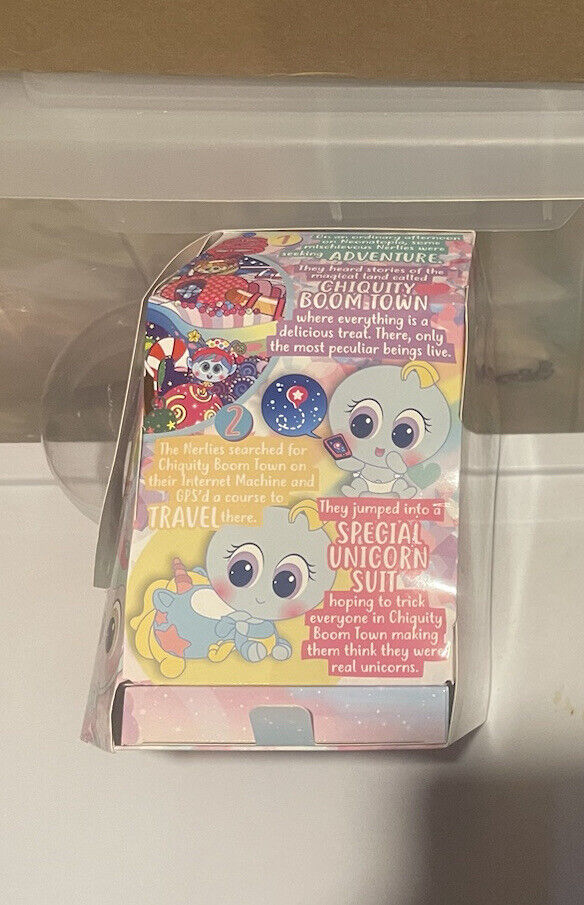 1
On an ordinary afternoon
on Neonatopia, some
mischievous Nerlies were
seeking ADVENTURE.
They heard stories of the
magical land called
CHIQUITY
BOOM TOWN
where everything is a
delicious treat. There, only
the most peculiar beings live.
2
The Nerlies searched for
Chiquity Boom Town on
their Internet Machine and
GPS'd a course to
TRAVEL there.
They jumped into a
SPECIAL
UNICORN
SUIT
hoping to trick
everyone in Chiquity
Boom Town making
them think they were
real unicorns.